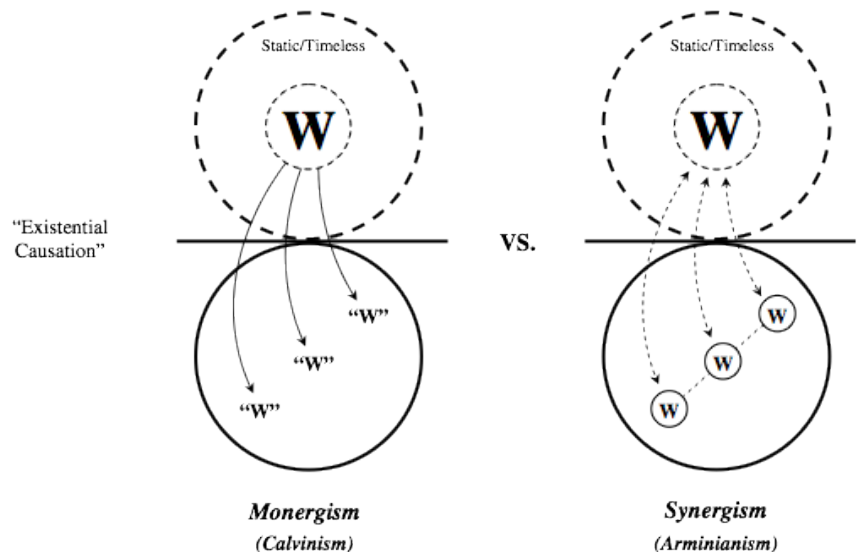 Static/Timeless
W
“Existential
Causation”
“W”
“W”
“W”
Monergism
(Calvinism)
VS.
Static/Timeless
W
W
W
W
Synergism
(Arminianism)